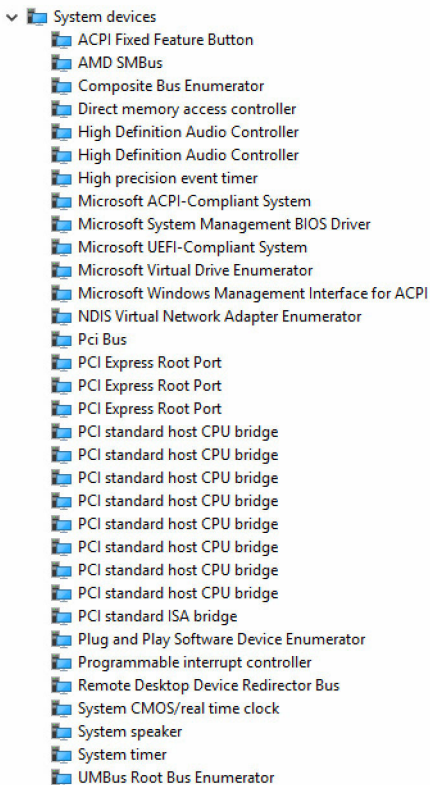 System devices
ACPI Fixed Feature Button
AMD SMBus
Composite Bus Enumerator
Direct memory access controller
High Definition Audio Controller
High Definition Audio Controller
High precision event timer
Microsoft ACPI-Compliant System
Microsoft System Management BIOS Driver
Microsoft UEFI-Compliant System
Microsoft Virtual Drive Enumerator
Microsoft Windows Management Interface for ACPI
NDIS Virtual Network Adapter Enumerator
Pci Bus
PCI Express Root Port
PCI Express Root Port
PCI Express Root Port
PCI standard host CPU bridge
PCI standard host CPU bridge
PCI standard host CPU bridge
PCI standard host CPU bridge
PCI standard host CPU bridge
PCI standard host CPU bridge
PCI standard host CPU bridge
PCI standard host CPU bridge
PCI standard ISA bridge
Plug and Play Software Device Enumerator
Programmable interrupt controller
Remote Desktop Device Redirector Bus
System CMOS/real time clock
System speaker
System timer
UMBus Root Bus Enumerator